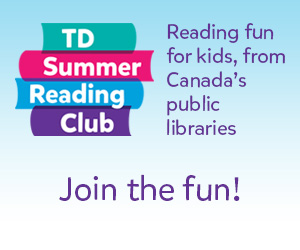 TD
Summer
Reading
Club
Reading fun
for kids, from
Canada's
public
libraries
Join the fun!